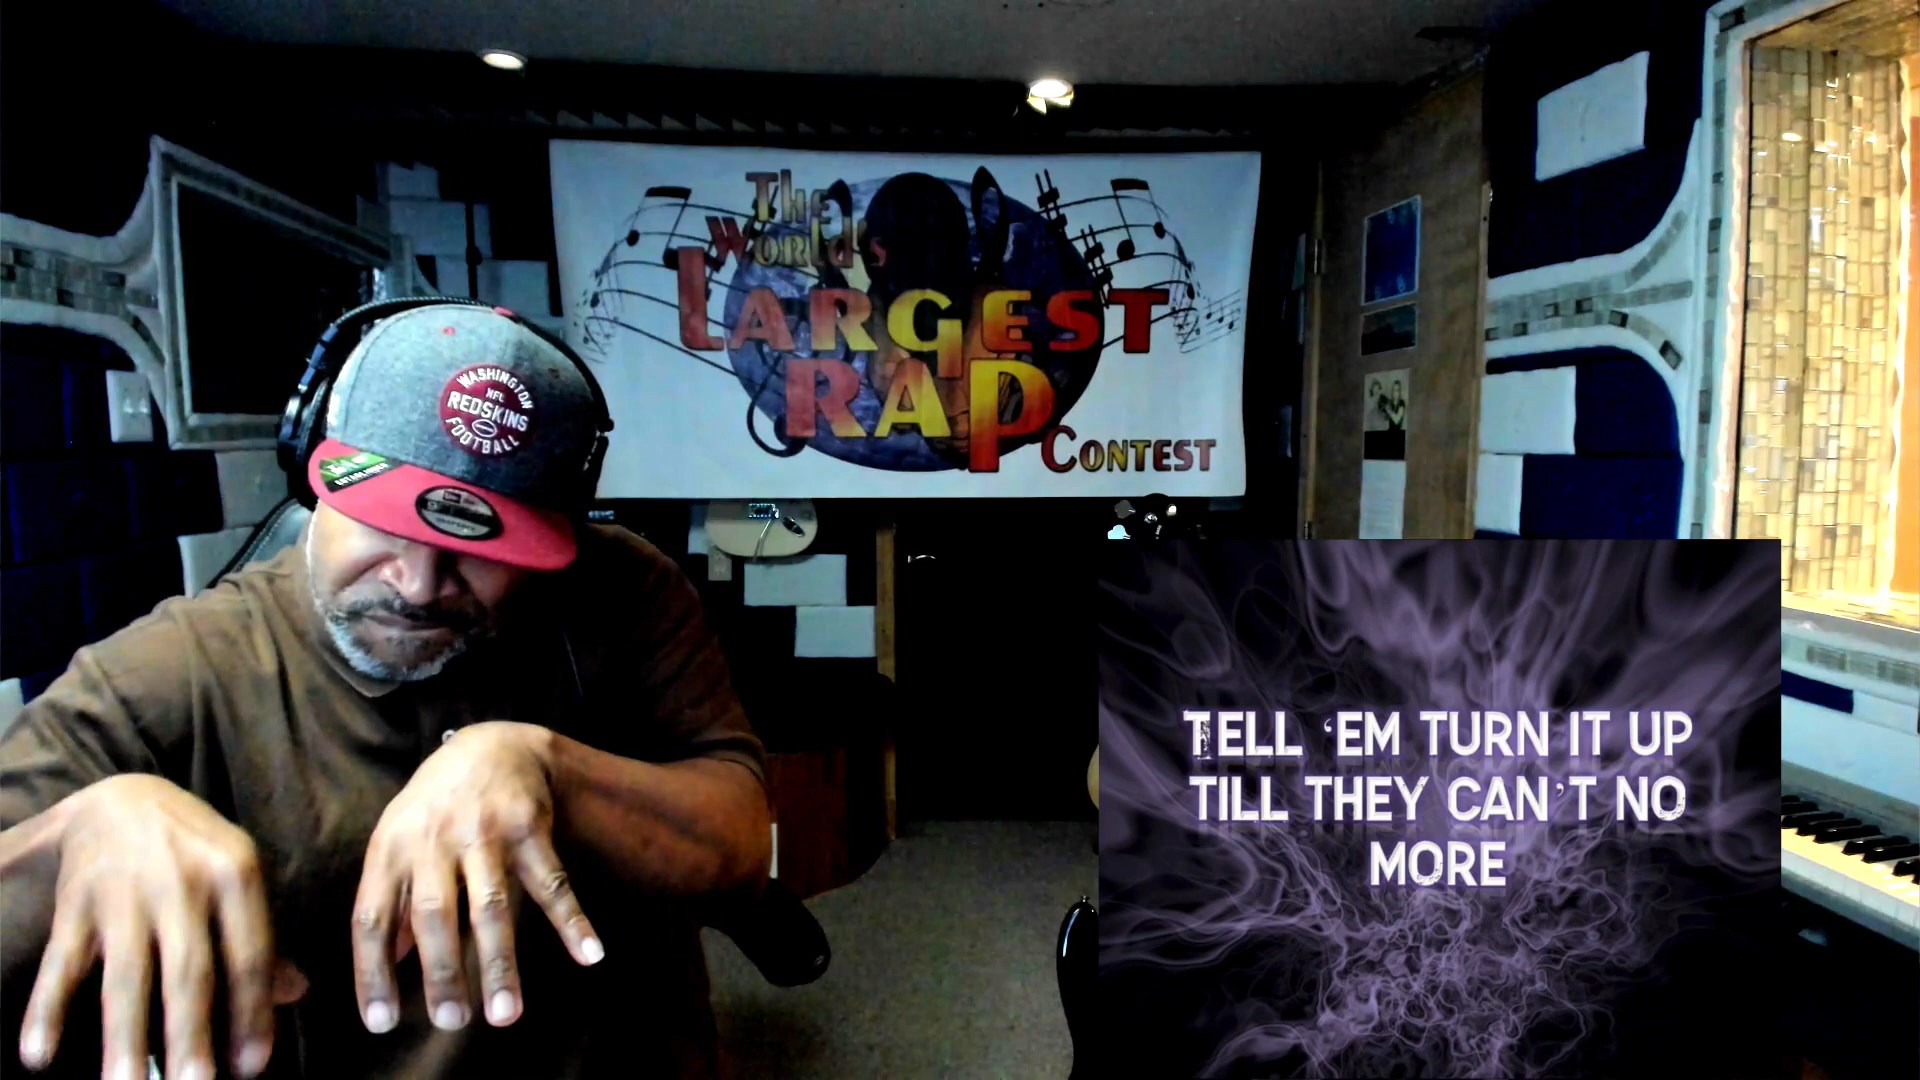 The
World's
Largest
Rap
Contest
WASHINGTON
NFL
REDSKINS
FOOTBALL
ESTABLISHED
TELL ‘EM TURN IT UP
TILL THEY CAN’T NO
MORE